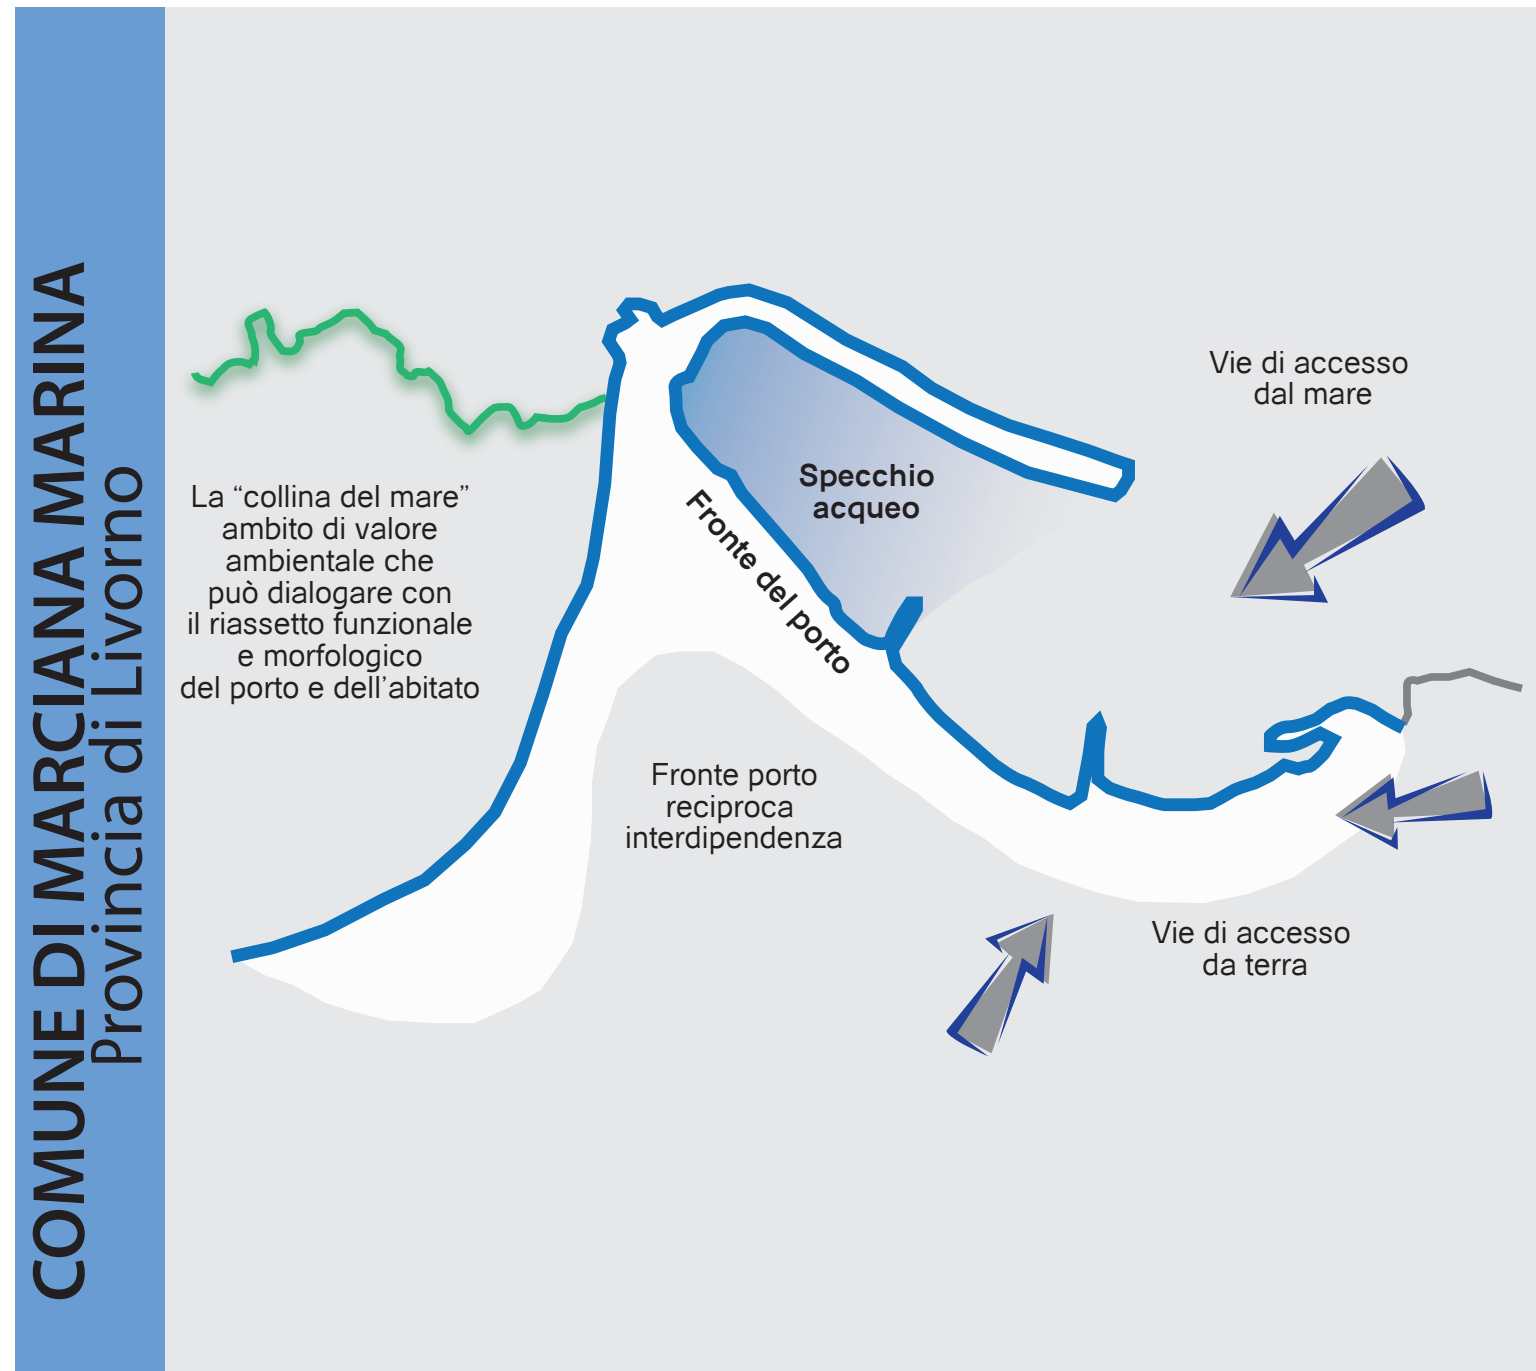 COMUNE DI MARCIANA MARINA
Provincia di Livorno
La “collina del mare”
ambito di valore
ambientale che
può dialogare con
il riassetto funzionale
e morfologico
del porto e dell’abitato
Specchio
acqueo
Fronte del porto
Vie di accesso
dal mare
Fronte porto
reciproca
interdipendenza
Vie di accesso
da terra